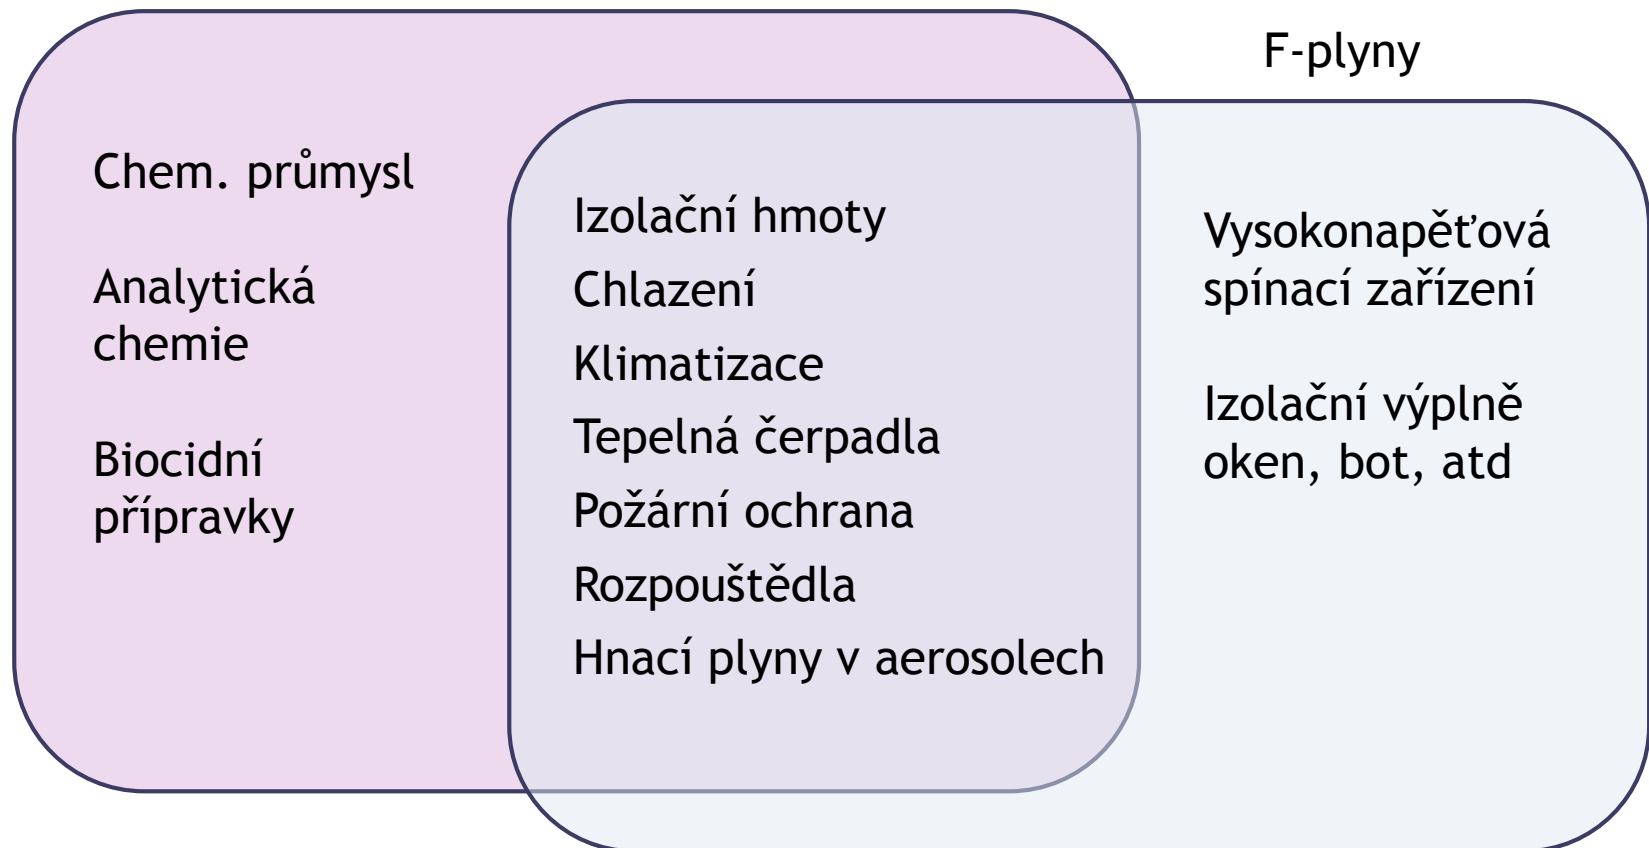 F-plyny
Chem. průmysl
Analytická
chemie
Biocidní
přípravky
Izolační hmoty
Chlazení
Klimatizace
Tepelná čerpadla
Požární ochrana
Rozpouštědla
Hnací plyny v aerosolech
Vysokonapěťová
spínací zařízení
Izolační výplně
oken, bot, atd